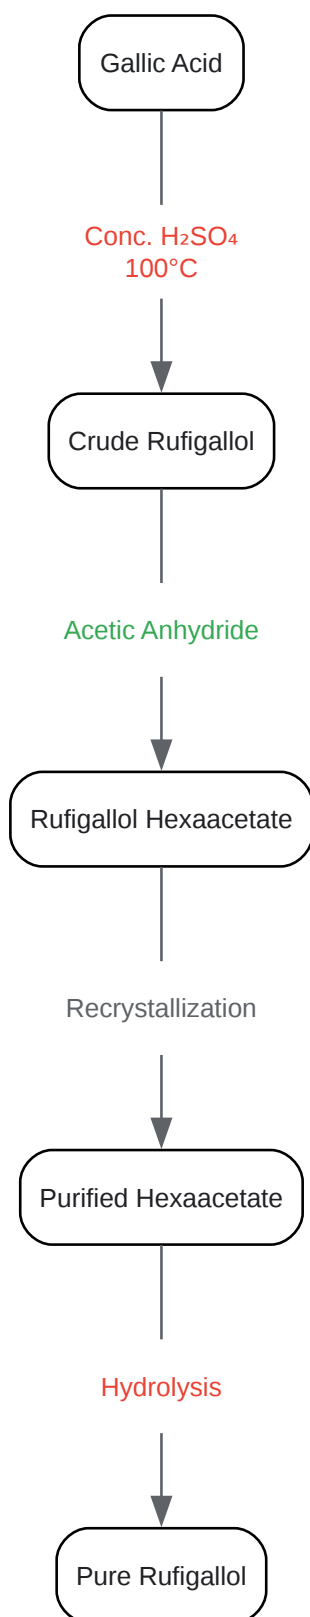 Gallic Acid
Conc. H₂SO₄
100°C
Crude Rufigallol
Acetic Anhydride
Rufigallol Hexaacetate
Recrystallization
Purified Hexaacetate
Hydrolysis
Pure Rufigallol